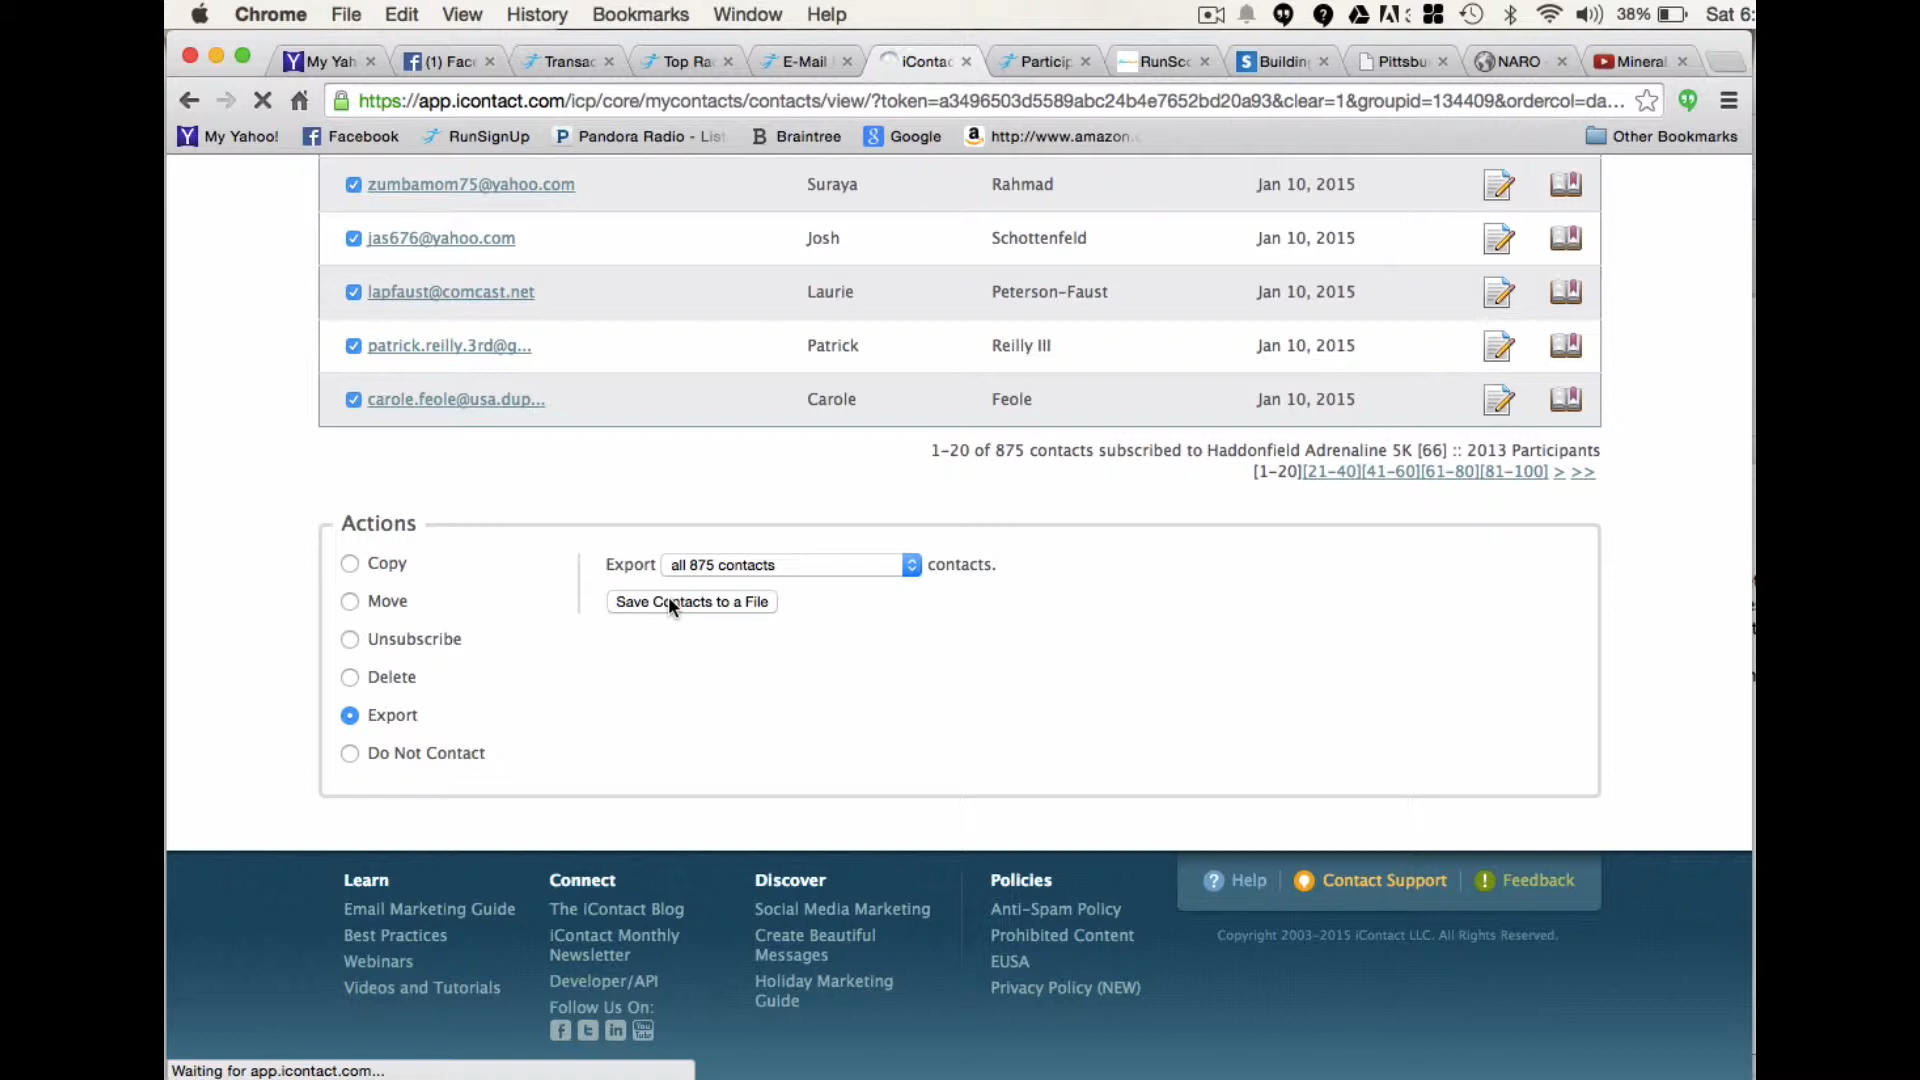 Chrome File Edit View History Bookmarks Window Help 38% Sat 6:
My Yah (1) Fac Transac Top Ra E-Mail iContac Particip RunSc Building Pittsbu NARO Mineral
https://app.icontact.com/icp/core/mycontacts/contacts/view/?token=a3496503d5589abc24b4e7652bd20a93&clear=1&groupid=134409&ordercol=da...
My Yahoo! Facebook RunSignUp Pandora Radio - List Braintree Google http://www.amazon. Other Bookmarks
zumbamom75@yahoo.com Suraya Rahmad Jan 10, 2015
jas676@yahoo.com Josh Schottenfeld Jan 10, 2015
lapfaust@comcast.net Laurie Peterson-Faust Jan 10, 2015
patrick.reilly.3rd@g... Patrick Reilly III Jan 10, 2015
carole.feole@usa.dup... Carole Feole Jan 10, 2015
1-20 of 875 contacts subscribed to Haddonfield Adrenaline 5K [66] :: 2013 Participants
[1-20][21-40][41-60][61-80][81-100] > >>
Actions
Copy
Move
Unsubscribe
Delete
Export
Do Not Contact
Export all 875 contacts contacts.
Save Contacts to a File
Learn
Email Marketing Guide
Best Practices
Webinars
Videos and Tutorials
Connect
The iContact Blog
iContact Monthly
Newsletter
Developer/API
Follow Us On:
Discover
Social Media Marketing
Create Beautiful
Messages
Holiday Marketing
Guide
Policies
Anti-Spam Policy
Prohibited Content
EUSA
Privacy Policy (NEW)
Help Contact Support Feedback
Copyright 2003-2015 iContact LLC. All Rights Reserved.
Waiting for app.icontact.com...